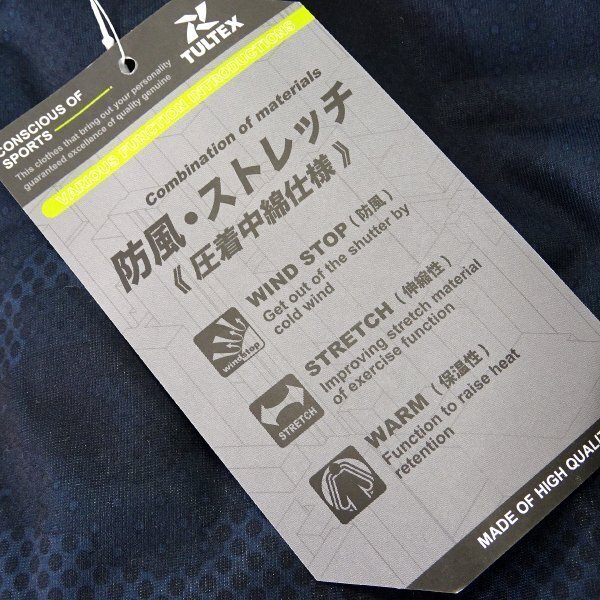 TULTEX
CONSCIOUS OF
SPORTS
This clothes that bring out your personality
guaranteed excellence of quality genuine
VARIOUS FUNCTION INTRODUCTIONS
Combination of materials
防風・ストレッチ
《圧着中綿仕様》
WIND STOP（防風）
Get out of the shutter by
cold wind
windstop
STRETCH（伸縮性）
Improving stretch material
of exercise function
STRETCH
WARM（保温性）
Function to raise heat
retention
MADE OF HIGH QUALI